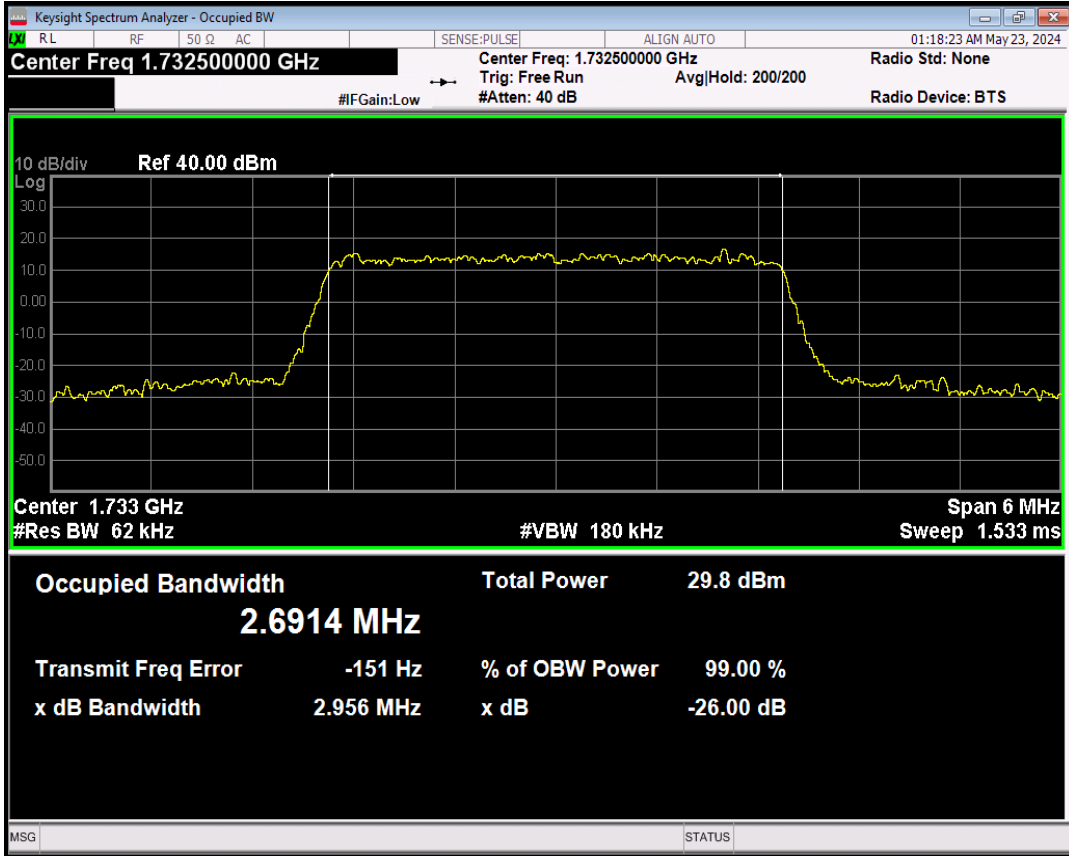 Keysight Spectrum Analyzer - Occupied BW
LXI RL RF 50 Ω AC SENSE:PULSE ALIGN AUTO 01:18:23 AM May 23, 2024
Center Freq 1.732500000 GHz Center Freq: 1.732500000 GHz Radio Std: None
Trig: Free Run Avg|Hold: 200/200
#IFGain:Low #Atten: 40 dB Radio Device: BTS
10 dB/div Ref 40.00 dBm
Log
30.0
20.0
10.0
0.00
-10.0
-20.0
-30.0
-40.0
-50.0
Center 1.733 GHz Span 6 MHz
#Res BW 62 kHz #VBW 180 kHz Sweep 1.533 ms
Occupied Bandwidth Total Power 29.8 dBm
2.6914 MHz
Transmit Freq Error -151 Hz % of OBW Power 99.00 %
x dB Bandwidth 2.956 MHz x dB -26.00 dB
MSG STATUS